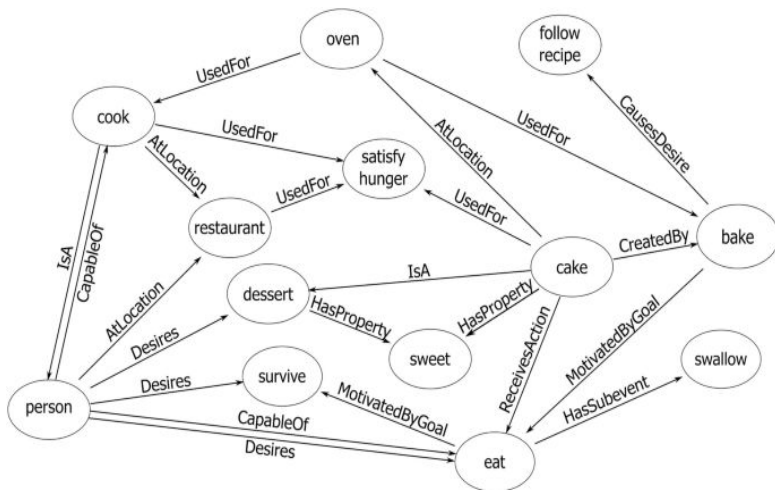 oven
follow
recipe
UsedFor
cook
UsedFor
AtLocation
UsedFor
CausesDesire
AtLocation
satisfy
hunger
UsedFor
restaurant
UsedFor
IsA
CapableOf
CreatedBy
bake
cake
IsA
dessert
AtLocation
HasProperty
HasProperty
Desires
sweet
ReceivesAction
MotivatedByGoal
swallow
survive
Desires
MotivatedByGoal
HasSubevent
person
CapableOf
Desires
eat